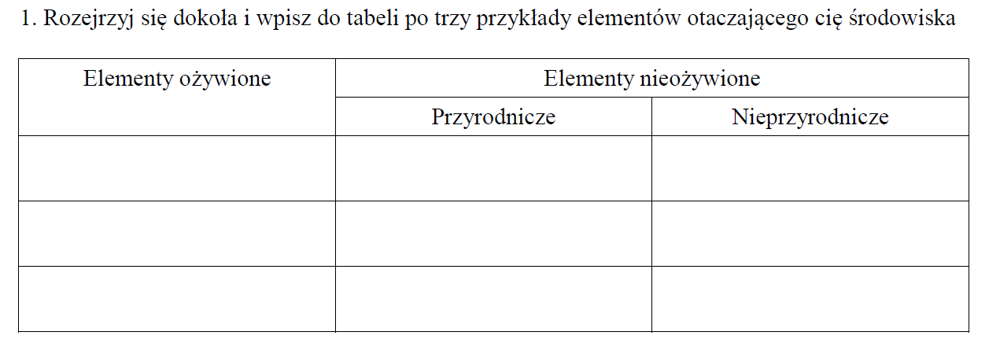 1. Rozejrzyj się dokoła i wpisz do tabeli po trzy przykłady elementów otaczającego cię środowiska
Elementy ożywione
Elementy nieożywione
Przyrodnicze
Nieprzyrodnicze